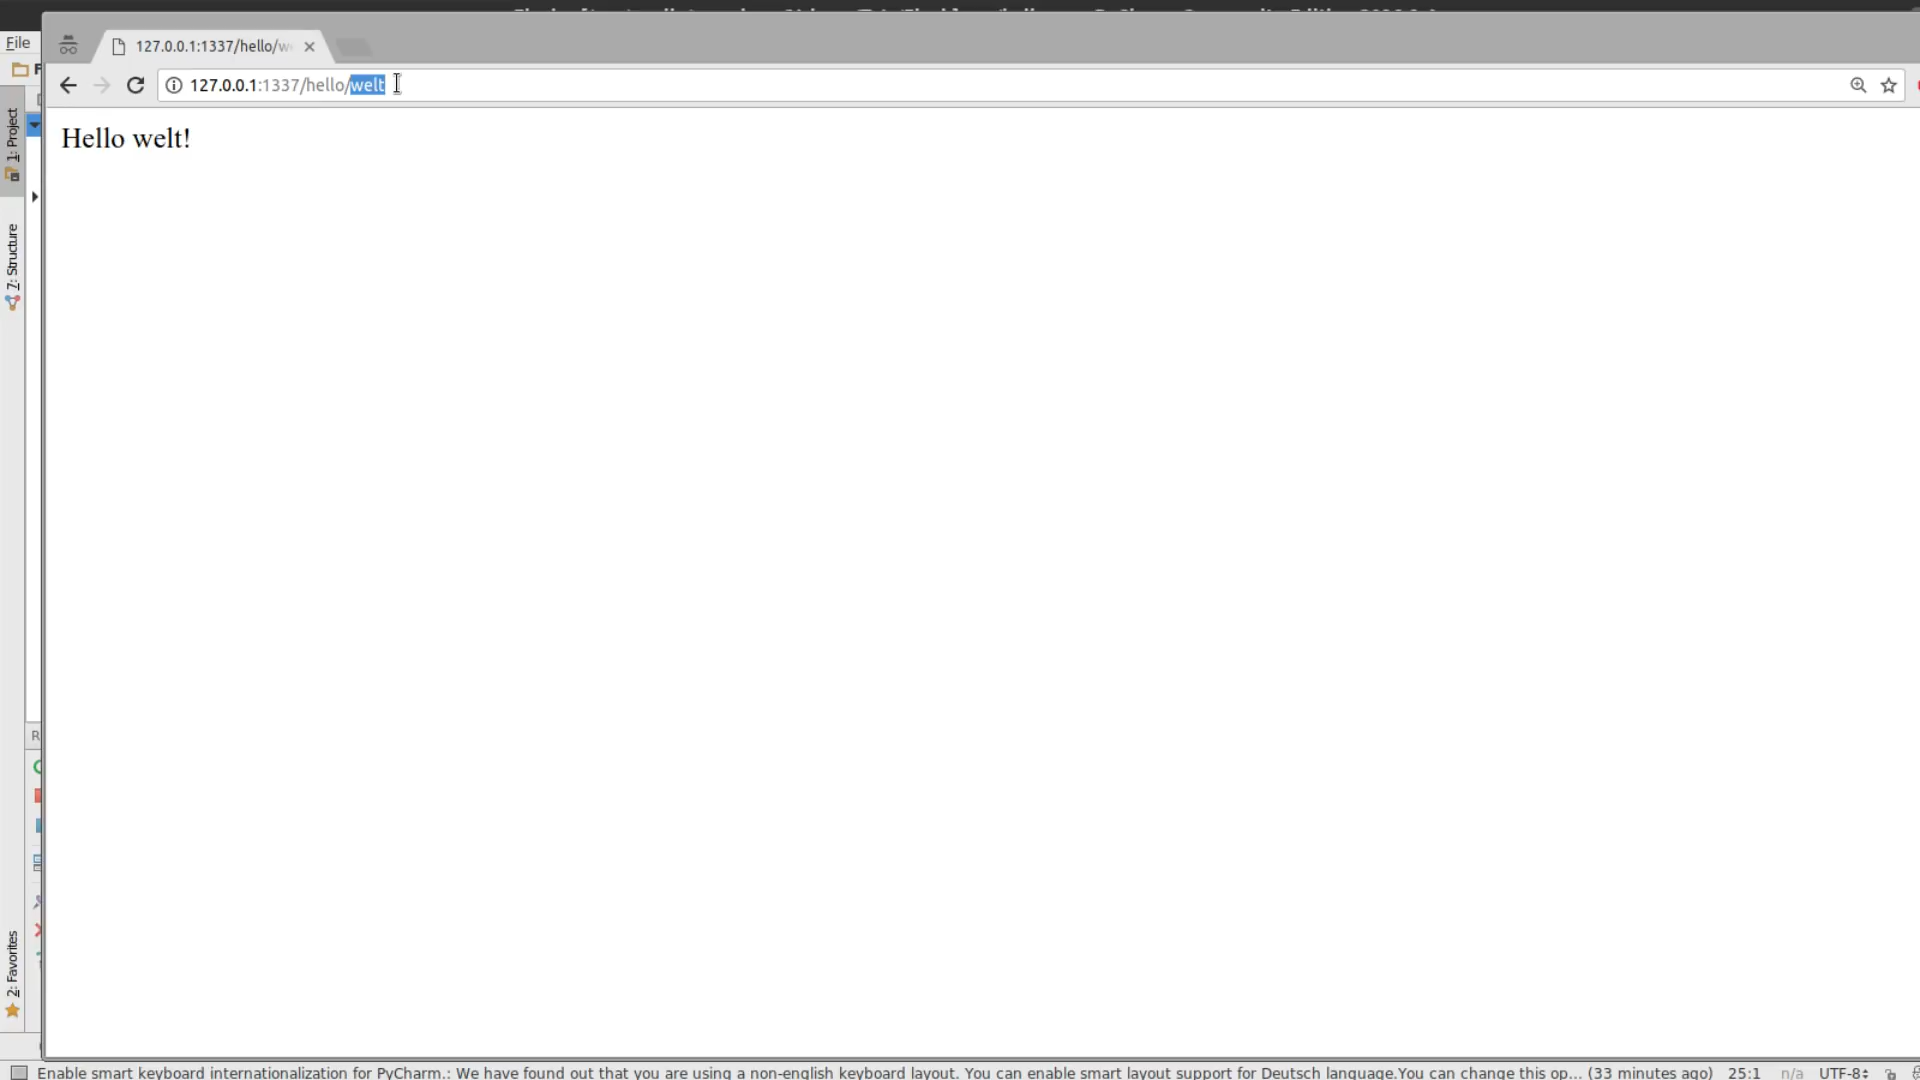 File
127.0.0.1:1337/hello/w
127.0.0.1:1337/hello/welt
Hello welt!
1: Project
7: Structure
2: Favorites
Enable smart keyboard internationalization for PyCharm.: We have found out that you are using a non-english keyboard layout. You can enable smart layout support for Deutsch language.You can change this op... (33 minutes ago) 25:1 n/a UTF-8